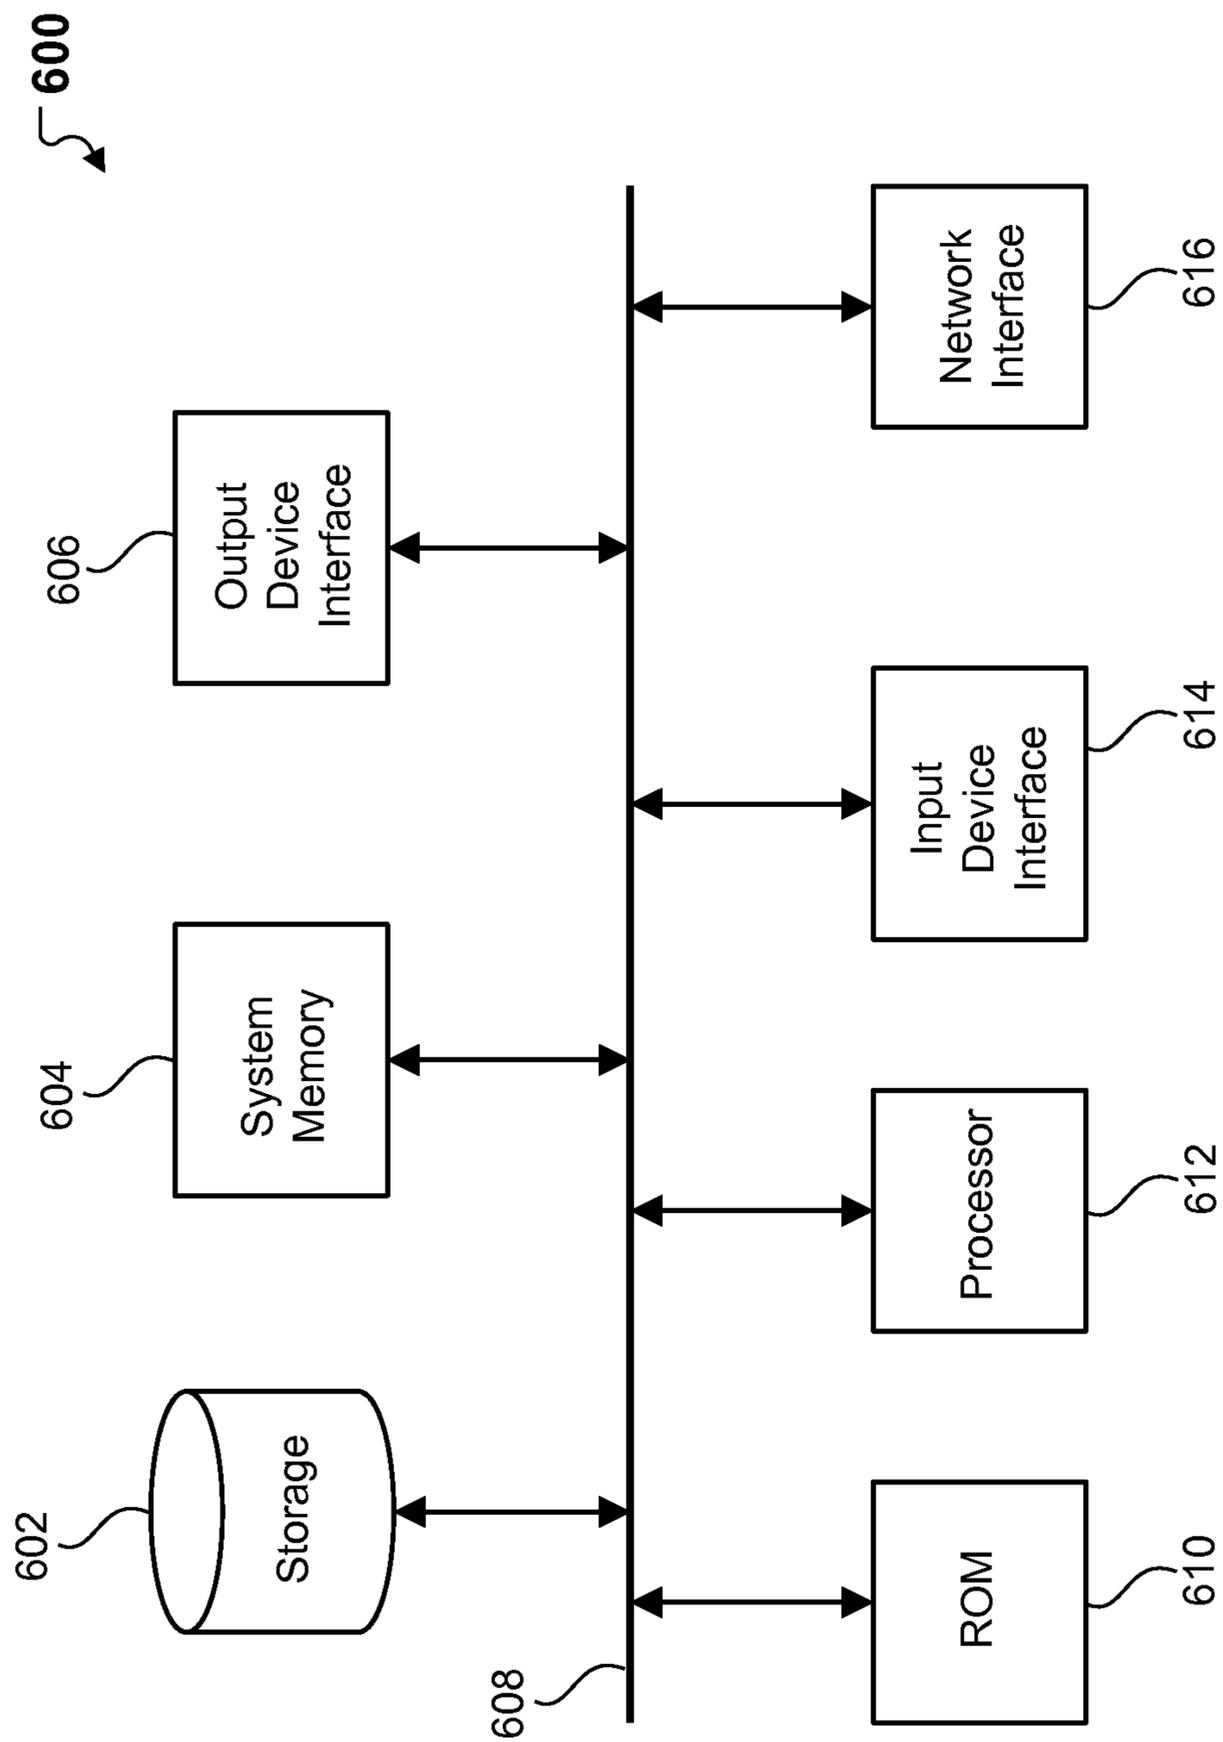 600
602
Storage
604
System
Memory
606
Output
Device
Interface
608
ROM
610
Processor
612
Input
Device
Interface
614
Network
Interface
616